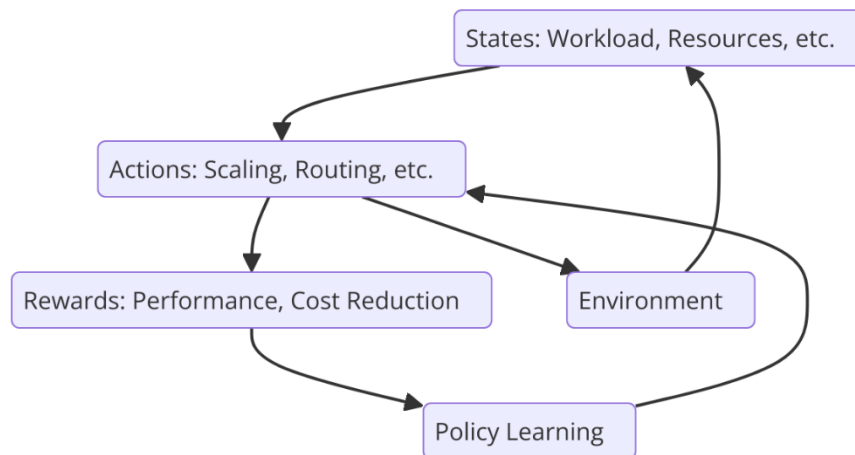 States: Workload, Resources, etc.
Actions: Scaling, Routing, etc.
Rewards: Performance, Cost Reduction
Environment
Policy Learning